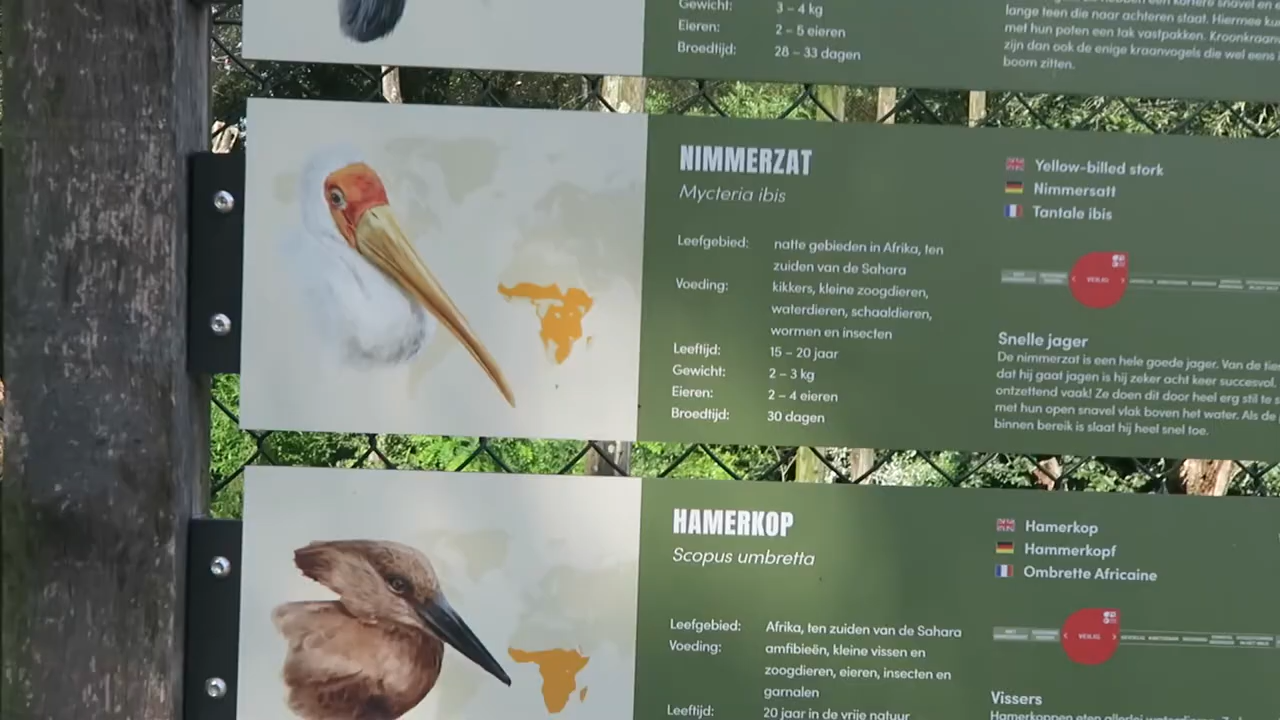 Gewicht: 3 – 4 kg
Eieren: 2 – 5 eieren
Broedtijd: 28 – 33 dagen
een kortere snavel en e
lange teen die naar achteren staat. Hiermee ku
met hun poten een tak vastpakken. Kroonkraan
zijn dan ook de enige kraanvogels die wel eens i
boom zitten.
NIMMERZAT
Mycteria ibis
Leefgebied: natte gebieden in Afrika, ten
zuiden van de Sahara
Voeding: kikkers, kleine zoogdieren,
waterdieren, schaaldieren,
wormen en insecten
Leeftijd: 15 – 20 jaar
Gewicht: 2 – 3 kg
Eieren: 2 – 4 eieren
Broedtijd: 30 dagen
Yellow-billed stork
Nimmersatt
Tantale ibis
VEILIG
Snelle jager
De nimmerzat is een hele goede jager. Van de tien
dat hij gaat jagen is hij zeker acht keer succesvol.
ontzettend vaak! Ze doen dit door heel erg stil te s
met hun open snavel vlak boven het water. Als de
binnen bereik is slaat hij heel snel toe.
HAMERKOP
Scopus umbretta
Leefgebied: Afrika, ten zuiden van de Sahara
Voeding: amfibieën, kleine vissen en
zoogdieren, eieren, insecten en
garnalen
Leeftijd: 20 jaar in de vrije natuur
Hamerkop
Hammerkopf
Ombrette Africaine
VEILIG
Vissers
Hamerkoppen eten allerlei